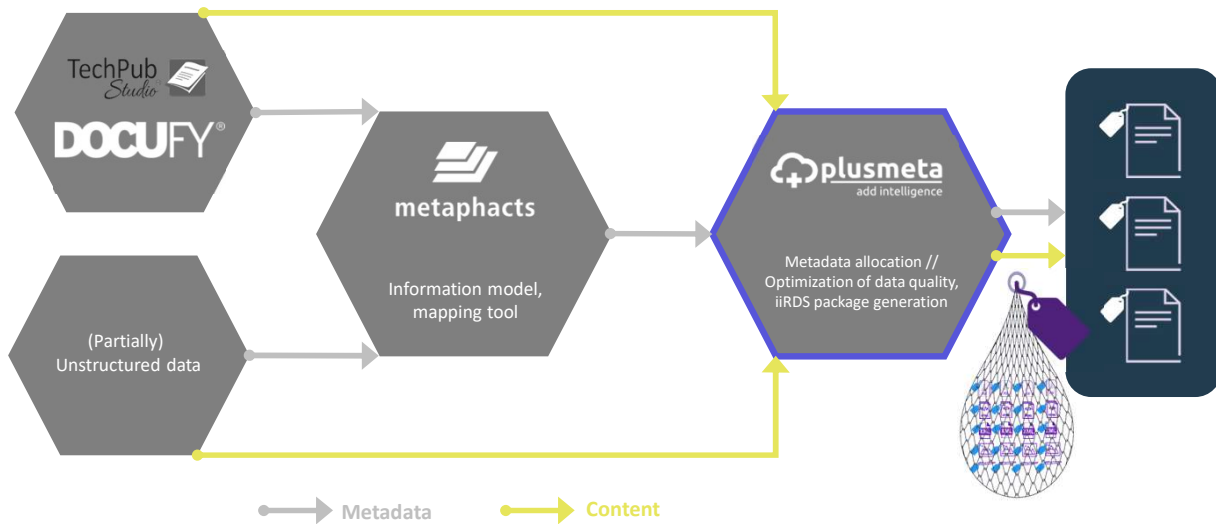 TechPub
Studio
DOCUFY®
metaphacts
Information model,
mapping tool
(Partially)
Unstructured data
plusmeta
add intelligence
Metadata allocation //
Optimization of data quality,
iiRDS package generation
Metadata
Content